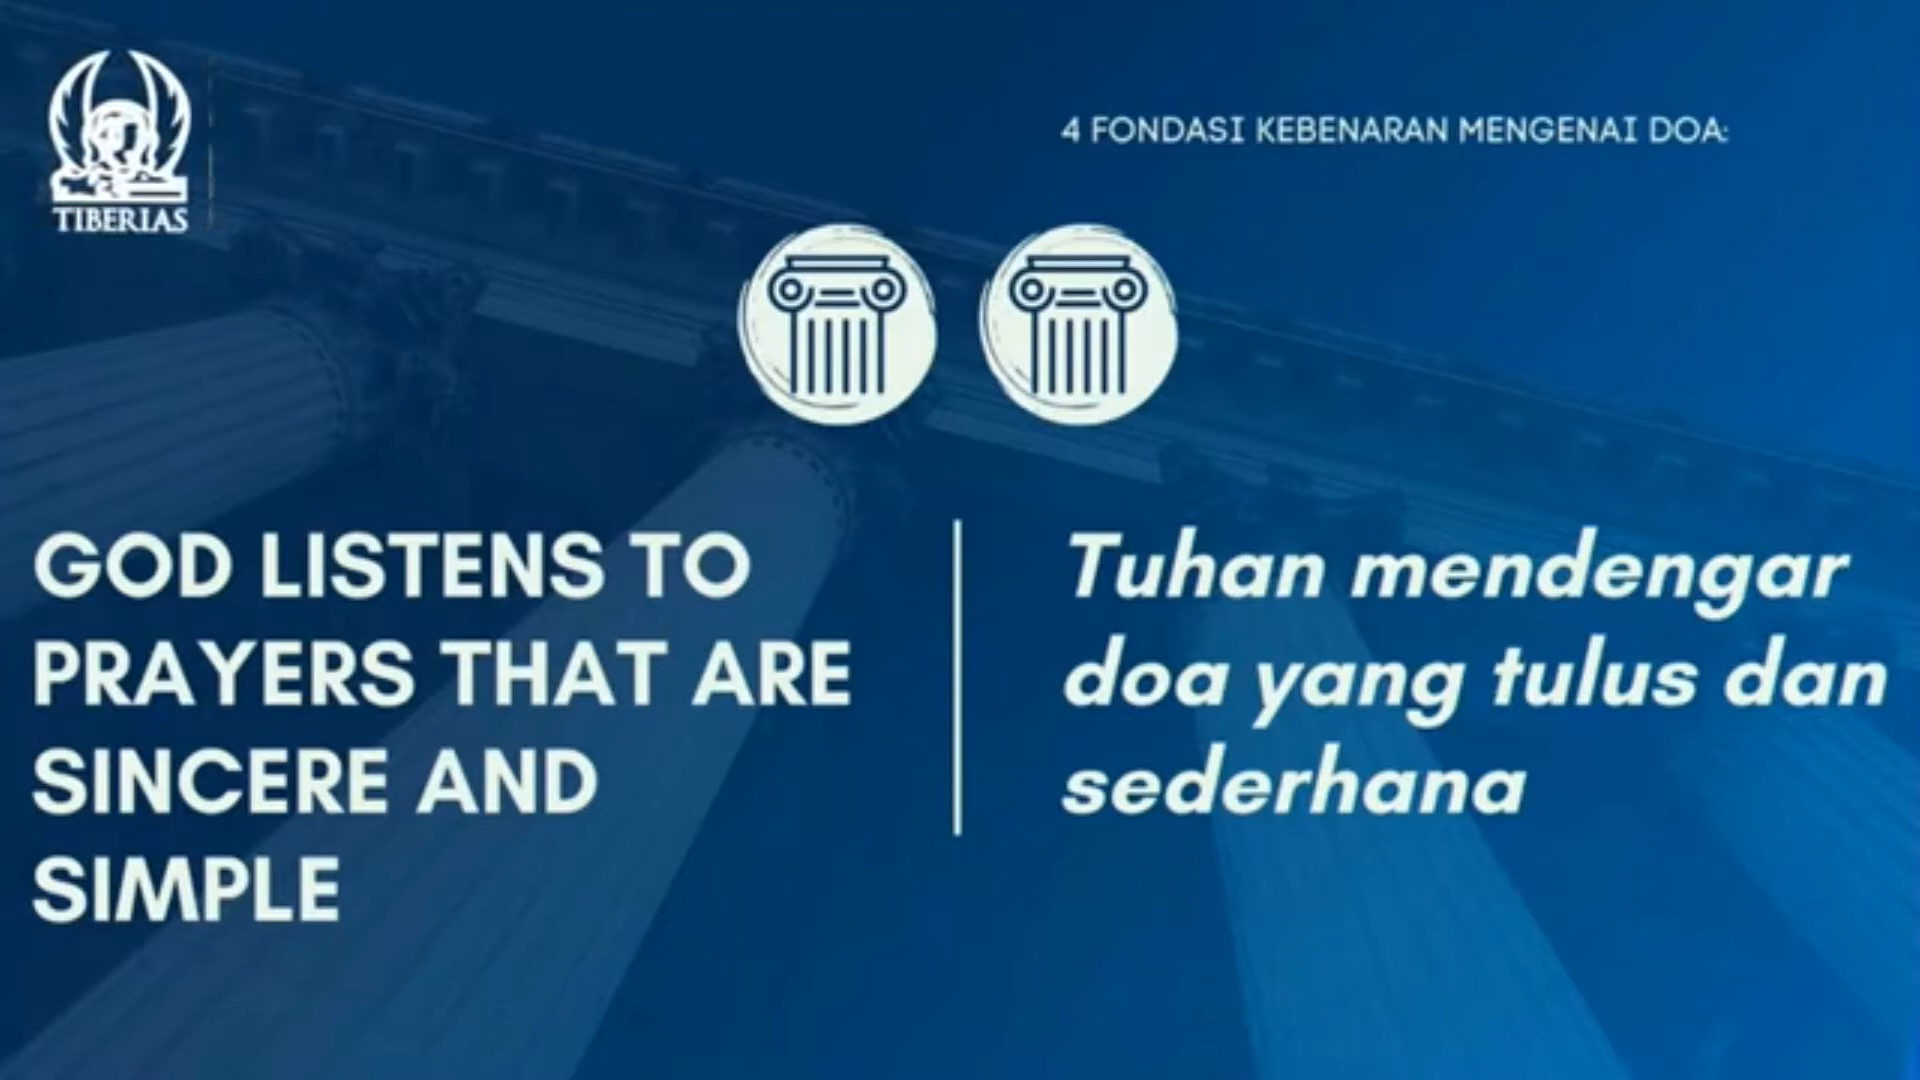 TIBERIAS
4 FONDASI KEBENARAN MENGENAI DOA:
GOD LISTENS TO
PRAYERS THAT ARE
SINCERE AND
SIMPLE
Tuhan mendengar
doa yang tulus dan
sederhana